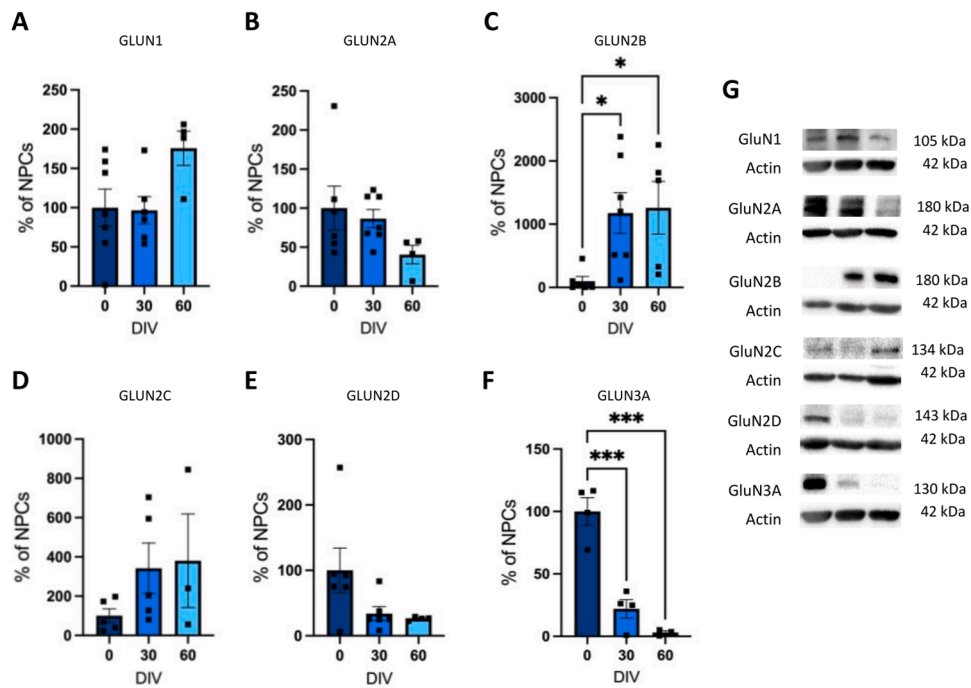 A
GLUN1
% of NPCs
250
200
150
100
50
0
0 30 60
DIV
B
GLUN2A
% of NPCs
250
200
150
100
50
0
0 30 60
DIV
C
GLUN2B
* 
*
% of NPCs
3000
2000
1000
0
0 30 60
DIV
D
GLUN2C
% of NPCs
1000
800
600
400
200
0
0 30 60
DIV
E
GLUN2D
% of NPCs
300
200
100
0
0 30 60
DIV
F
GLUN3A
***
***
% of NPCs
150
100
50
0
0 30 60
DIV
G
GluN1 105 kDa
Actin 42 kDa
GluN2A 180 kDa
Actin 42 kDa
GluN2B 180 kDa
Actin 42 kDa
GluN2C 134 kDa
Actin 42 kDa
GluN2D 143 kDa
Actin 42 kDa
GluN3A 130 kDa
Actin 42 kDa